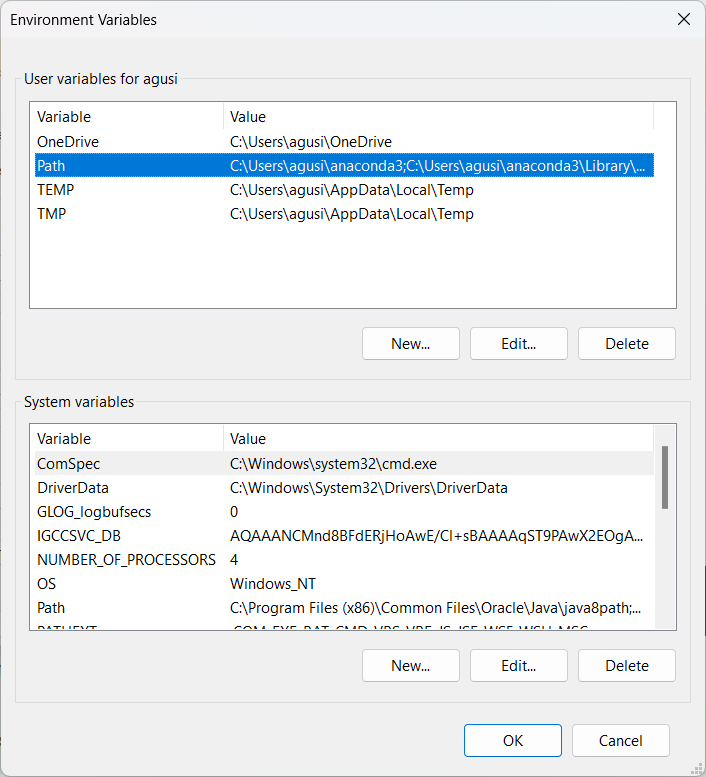 Environment Variables
User variables for agusi
Variable Value
OneDrive C:\Users\agusi\OneDrive
Path C:\Users\agusi\anaconda3;C:\Users\agusi\anaconda3\Library\...
TEMP C:\Users\agusi\AppData\Local\Temp
TMP C:\Users\agusi\AppData\Local\Temp
New... Edit... Delete
System variables
Variable Value
ComSpec C:\Windows\system32\cmd.exe
DriverData C:\Windows\System32\Drivers\DriverData
GLOG_logbufsecs 0
IGCCSVC_DB AQAAANCMnd8BFdERjHoAwE/Cl+sBAAAAqST9PAwX2EOgA...
NUMBER_OF_PROCESSORS 4
OS Windows_NT
Path C:\Program Files (x86)\Common Files\Oracle\Java\java8path;...
New... Edit... Delete
OK Cancel